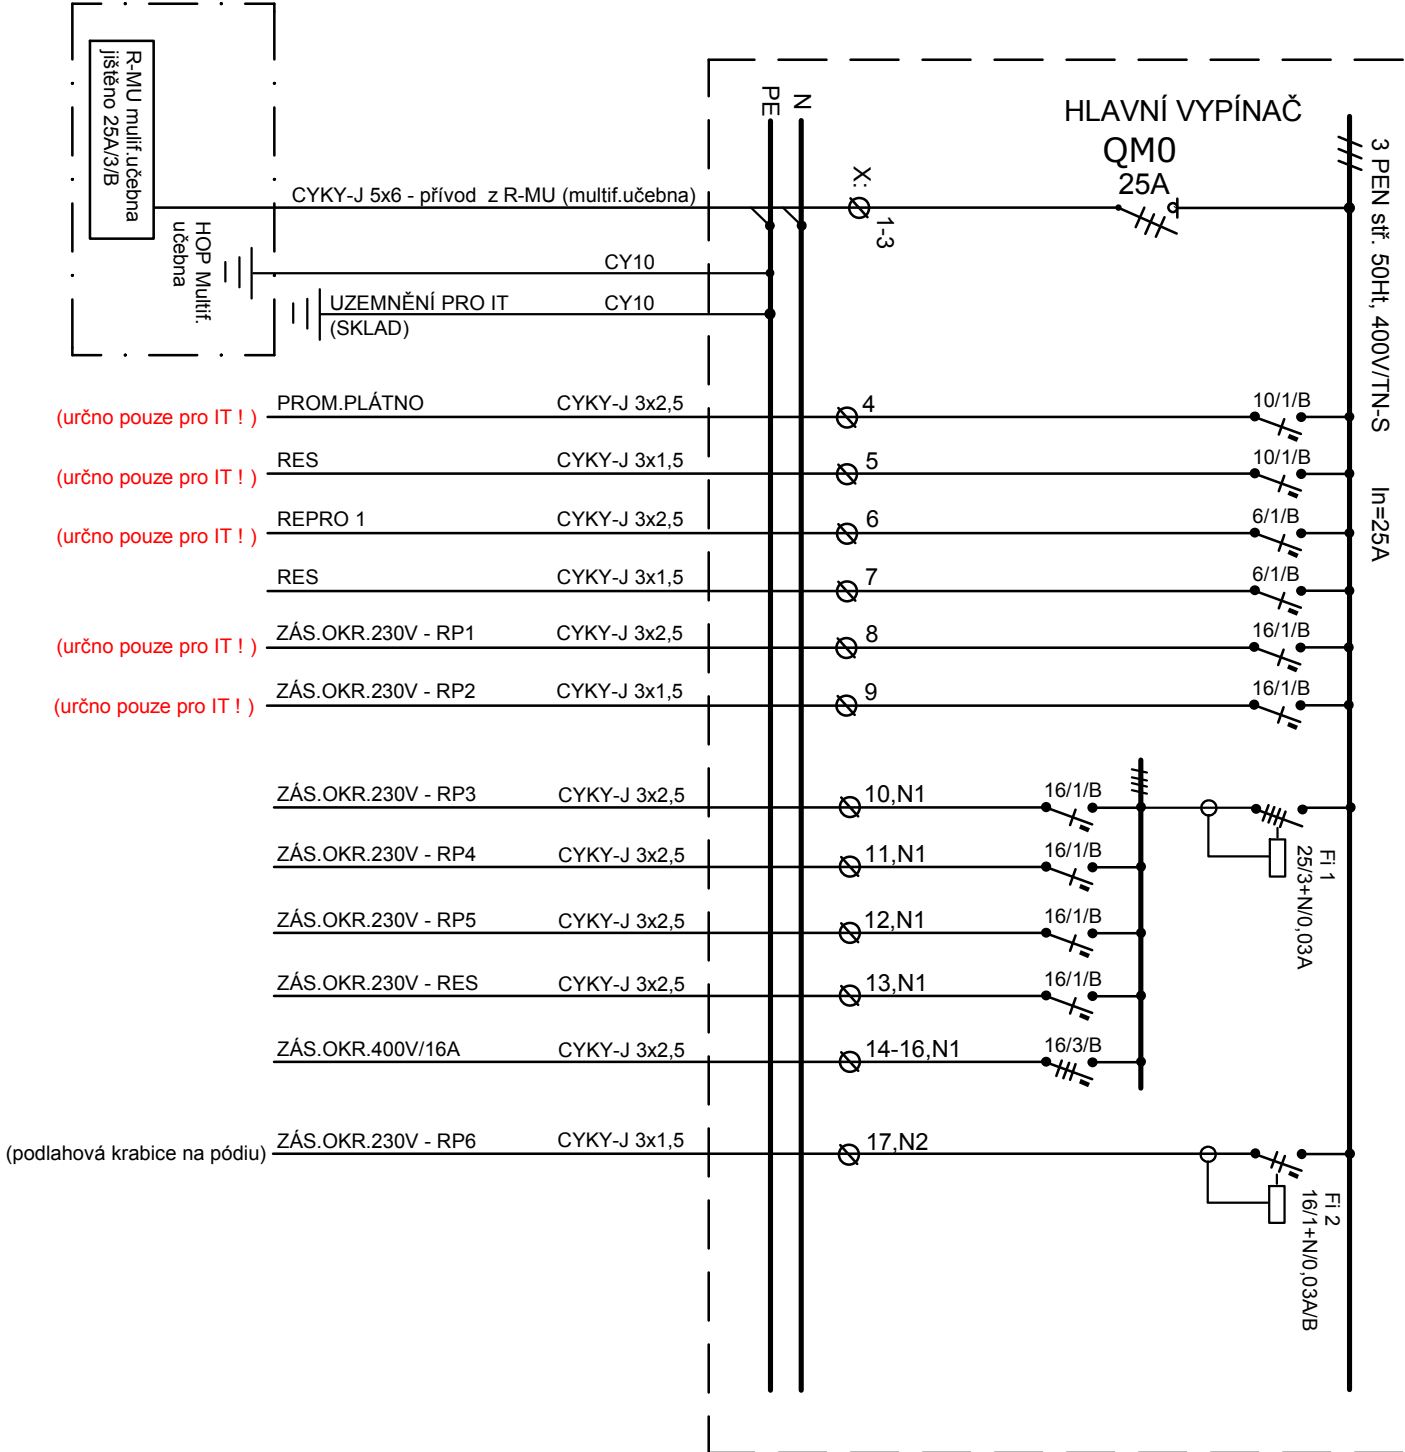 R-MU mulif.učebna
jištěno 25A/3/B
HOP Multif.
učebna
PE
N
HLAVNÍ VYPÍNAČ
QM0
25A
3 PEN stř. 50Ht, 400V/TN-S In=25A
CYKY-J 5x6 - přívod z R-MU (multif.učebna)
X:
1-3
CY10
UZEMNĚNÍ PRO IT CY10
(SKLAD)
(určno pouze pro IT ! ) PROM.PLÁTNO CYKY-J 3x2,5 4 10/1/B
(určno pouze pro IT ! ) RES CYKY-J 3x1,5 5 10/1/B
(určno pouze pro IT ! ) REPRO 1 CYKY-J 3x2,5 6 6/1/B
RES CYKY-J 3x1,5 7 6/1/B
(určno pouze pro IT ! ) ZÁS.OKR.230V - RP1 CYKY-J 3x2,5 8 16/1/B
(určno pouze pro IT ! ) ZÁS.OKR.230V - RP2 CYKY-J 3x1,5 9 16/1/B
ZÁS.OKR.230V - RP3 CYKY-J 3x2,5 10,N1 16/1/B
Fi 1
25/3+N/0,03A
ZÁS.OKR.230V - RP4 CYKY-J 3x2,5 11,N1 16/1/B
ZÁS.OKR.230V - RP5 CYKY-J 3x2,5 12,N1 16/1/B
ZÁS.OKR.230V - RES CYKY-J 3x2,5 13,N1 16/1/B
ZÁS.OKR.400V/16A CYKY-J 3x2,5 14-16,N1 16/3/B
(podlahová krabice na pódiu) ZÁS.OKR.230V - RP6 CYKY-J 3x1,5 17,N2
Fi 2
16/1+N/0,03A/B